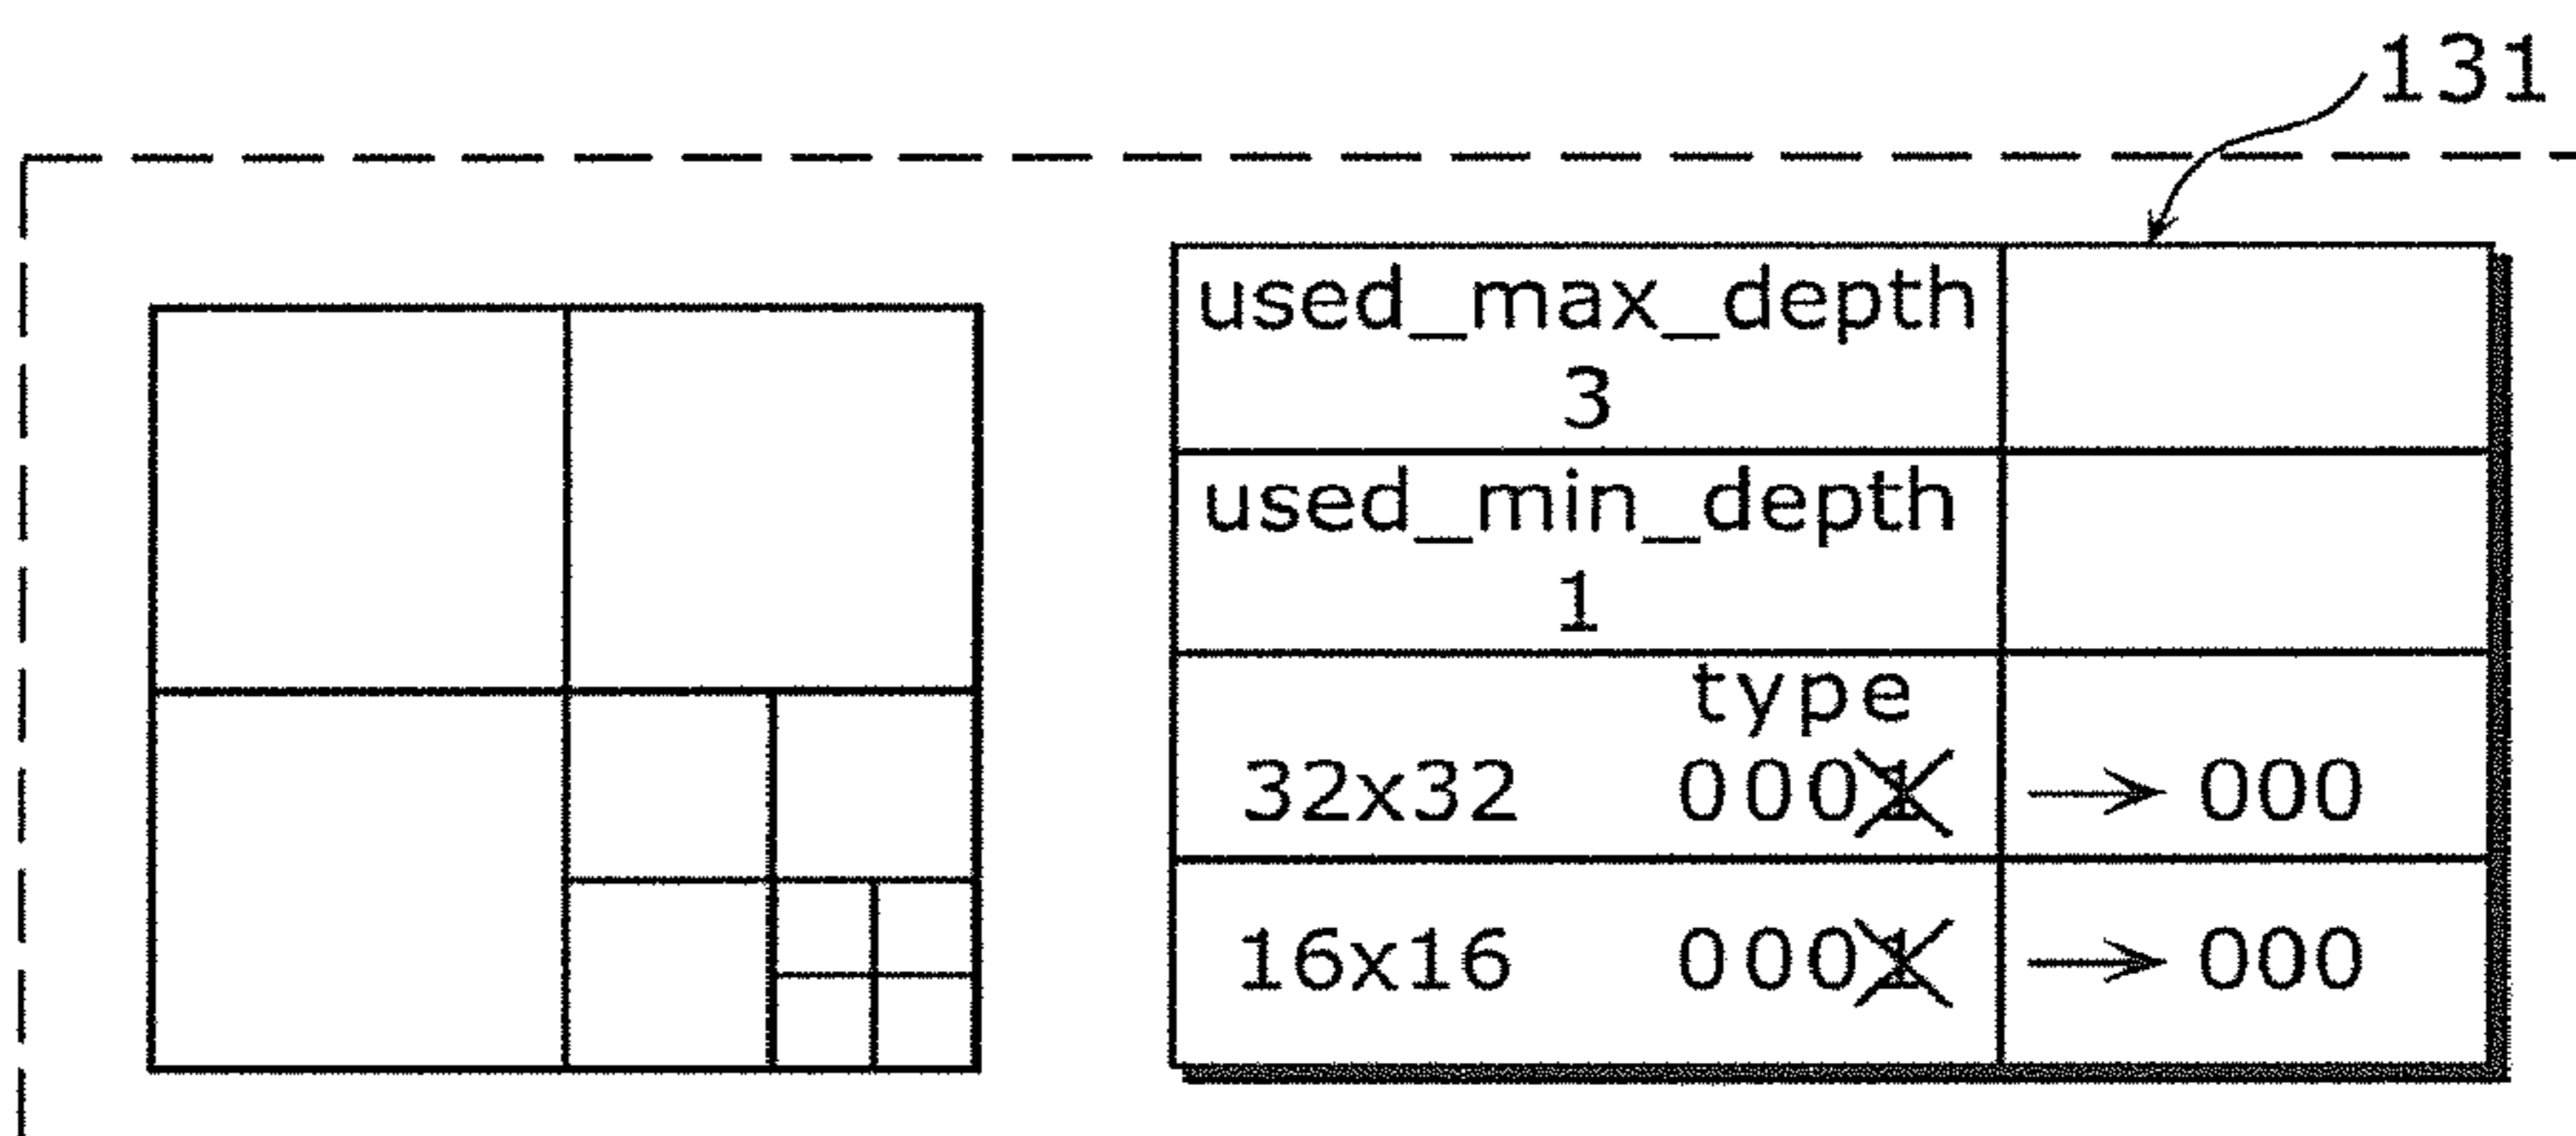 131
used_max_depth
3
used_min_depth
1
type
32x32 0001 → 000
16x16 0001 → 000